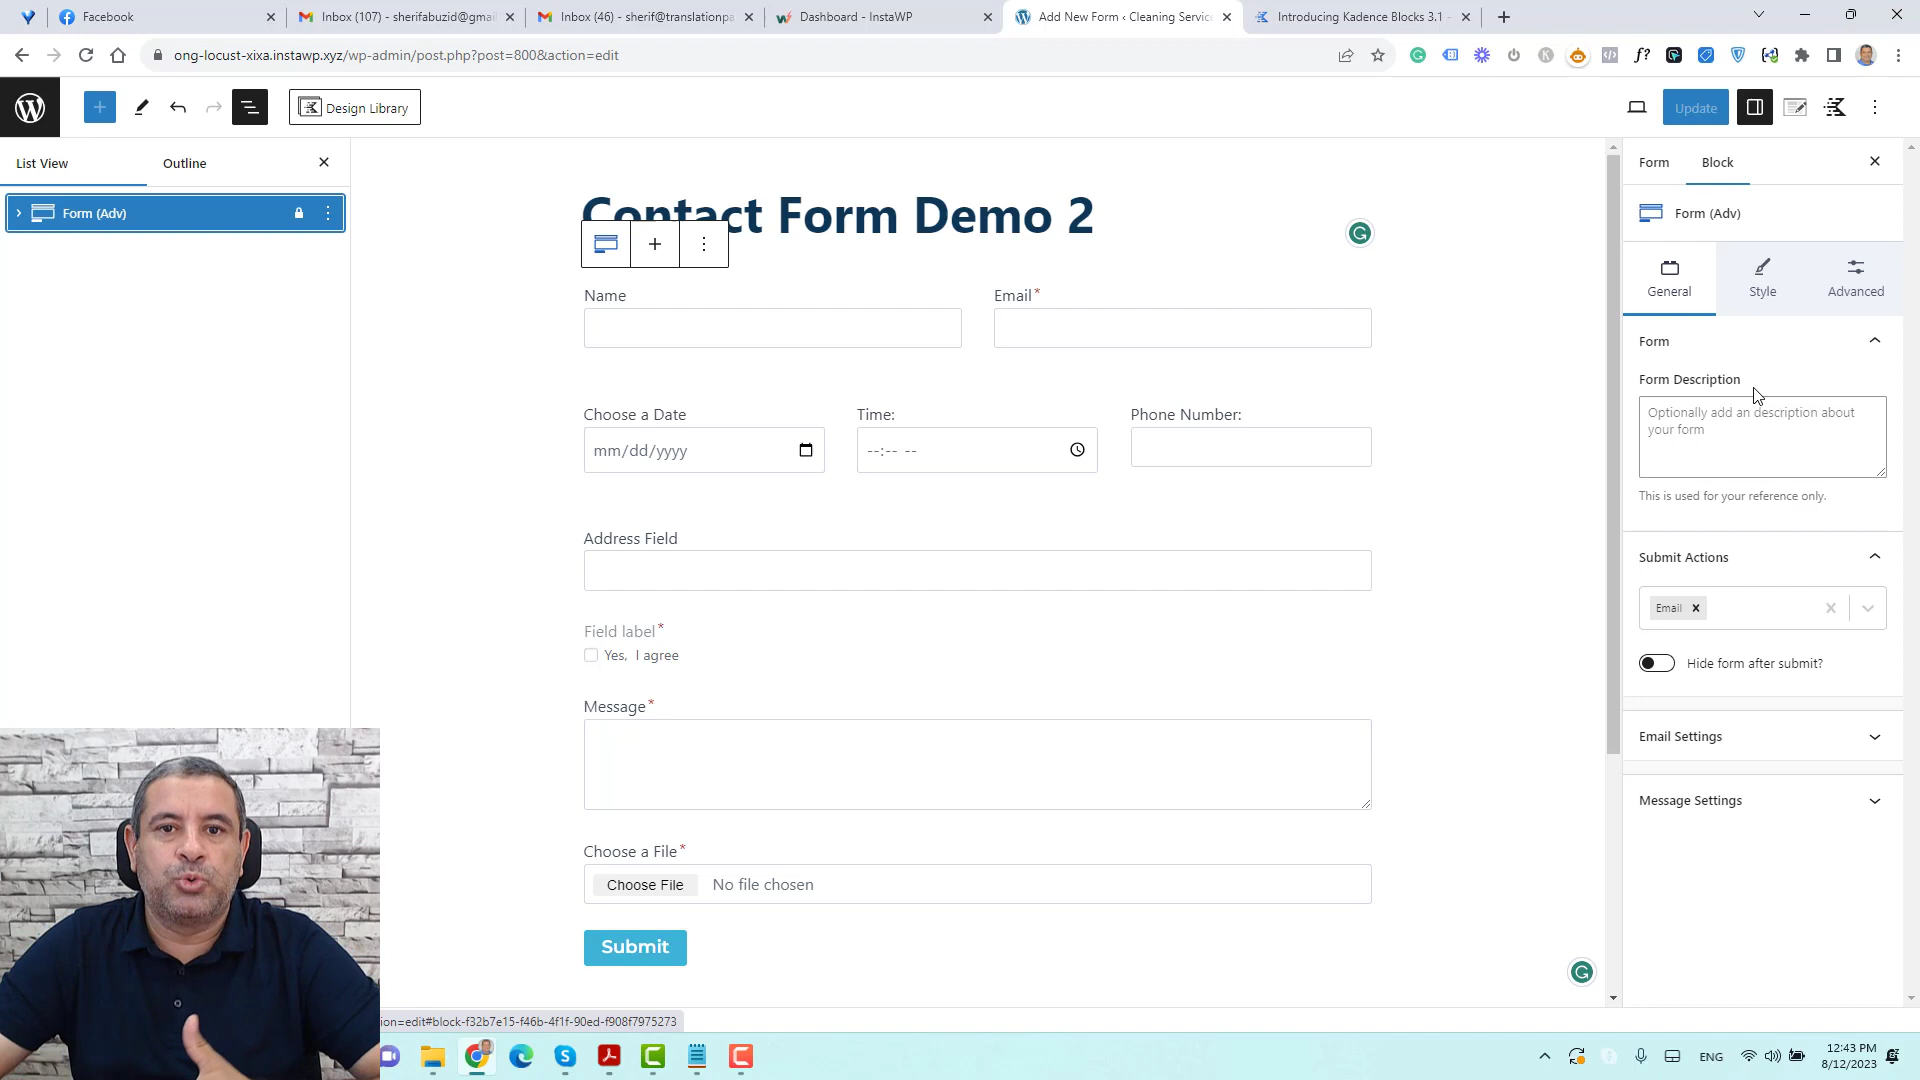 Facebook
Inbox (107) - sherifabuzid@gmai
Inbox (46) - sherif@translationpa
Dashboard - InstaWP
Add New Form ‹ Cleaning Service
Introducing Kadence Blocks 3.1 -
ong-locust-xixa.instawp.xyz/wp-admin/post.php?post=800&action=edit
Design Library
Update
List View
Outline
Form
Block
Form (Adv)
Form (Adv)
Contact Form Demo 2
General
Style
Advanced
Name
Email*
Form
Form Description
Optionally add an description about
your form
This is used for your reference only.
Choose a Date
Time:
Phone Number:
mm/dd/yyyy
--:-- --
Address Field
Submit Actions
Email
Hide form after submit?
Field label*
Yes, I agree
Message*
Email Settings
Message Settings
Choose a File*
Choose File
No file chosen
Submit
ion=edit#block-f32b7e15-f46b-4f1f-90ed-f908f7975273
ENG
12:43 PM
8/12/2023